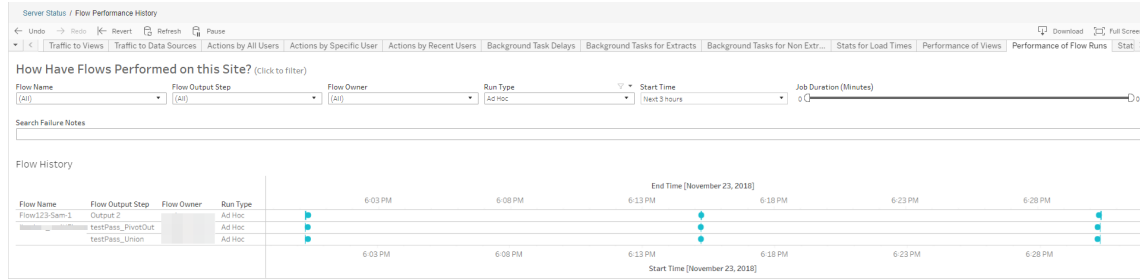 Server Status / Flow Performance History
← Undo → Redo Revert Refresh Pause Download Full Scree
Traffic to Views Traffic to Data Sources Actions by All Users Actions by Specific User Actions by Recent Users Background Task Delays Background Tasks for Extracts Background Tasks for Non Extr... Stats for Load Times Performance of Views Performance of Flow Runs Stat
How Have Flows Performed on this Site? (Click to filter)
Flow Name Flow Output Step Flow Owner Run Type Start Time Job Duration (Minutes)
(All) (All) (All) Ad Hoc Next 3 hours 0 0
Search Failure Notes
Flow History
End Time [November 23, 2018]
Flow Name Flow Output Step Flow Owner Run Type 6:03 PM 6:08 PM 6:13 PM 6:18 PM 6:23 PM 6:28 PM
Flow123-Sam-1 Output 2 Ad Hoc
testPass_PivotOut Ad Hoc
testPass_Union Ad Hoc
6:03 PM 6:08 PM 6:13 PM 6:18 PM 6:23 PM 6:28 PM
Start Time [November 23, 2018]